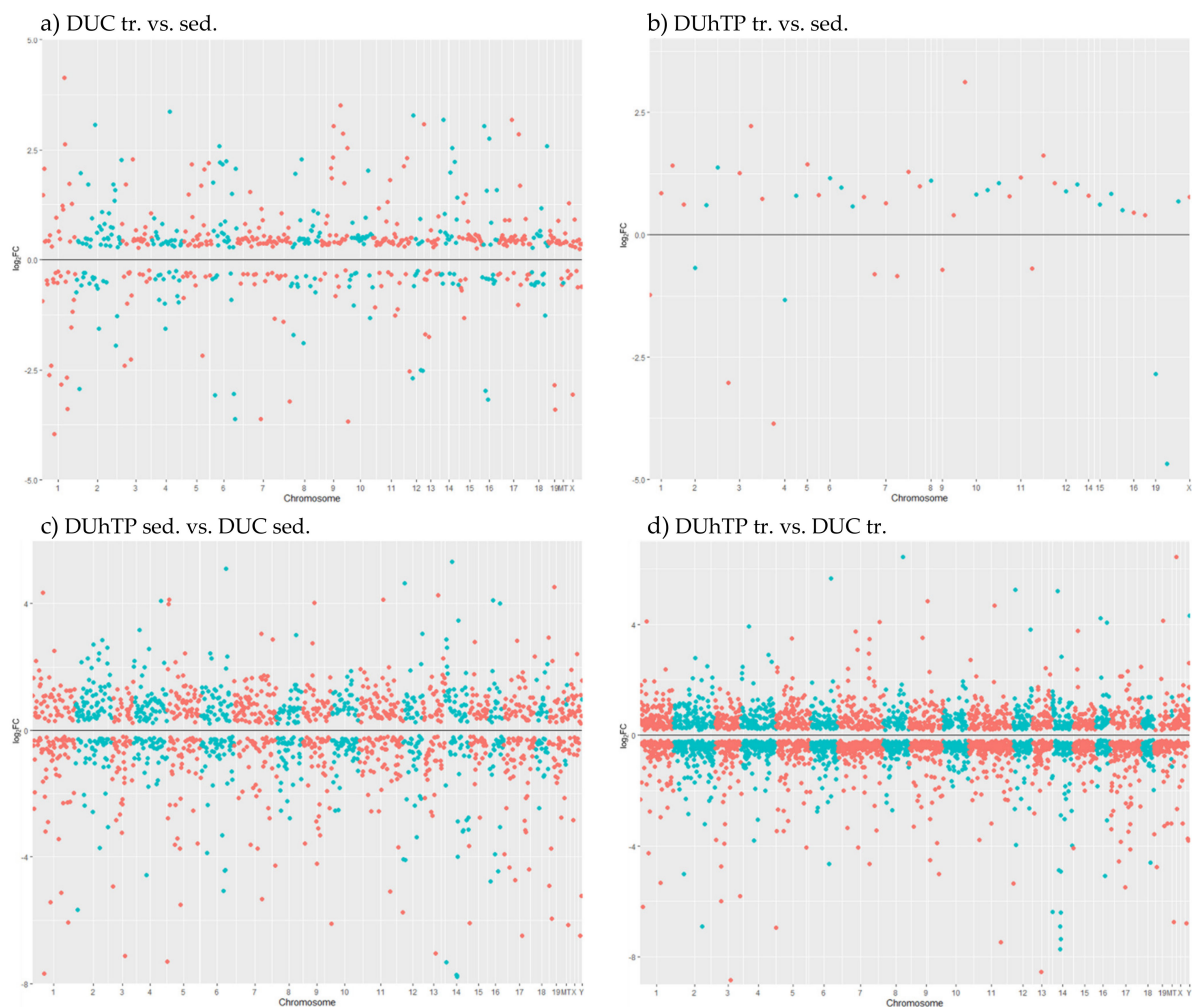 a) DUC tr. vs. sed.
5.0
2.5
0.0
-2.5
-5.0
log2FC
1 2 3 4 5 6 7 8 9 10 11 12 13 14 15 16 17 18 19 MT X
Chromosome
b) DUhTP tr. vs. sed.
2.5
0.0
-2.5
-5.0
log2FC
1 2 3 4 5 6 7 8 9 10 11 12 14 15 16 19 X
Chromosome
c) DUhTP sed. vs. DUC sed.
4
0
-4
-8
log2FC
1 2 3 4 5 6 7 8 9 10 11 12 13 14 15 16 17 18 19 MT X Y
Chromosome
d) DUhTP tr. vs. DUC tr.
4
0
-4
-8
log2FC
1 2 3 4 5 6 7 8 9 10 11 12 13 14 15 16 17 18 19 MT X Y
Chromosome